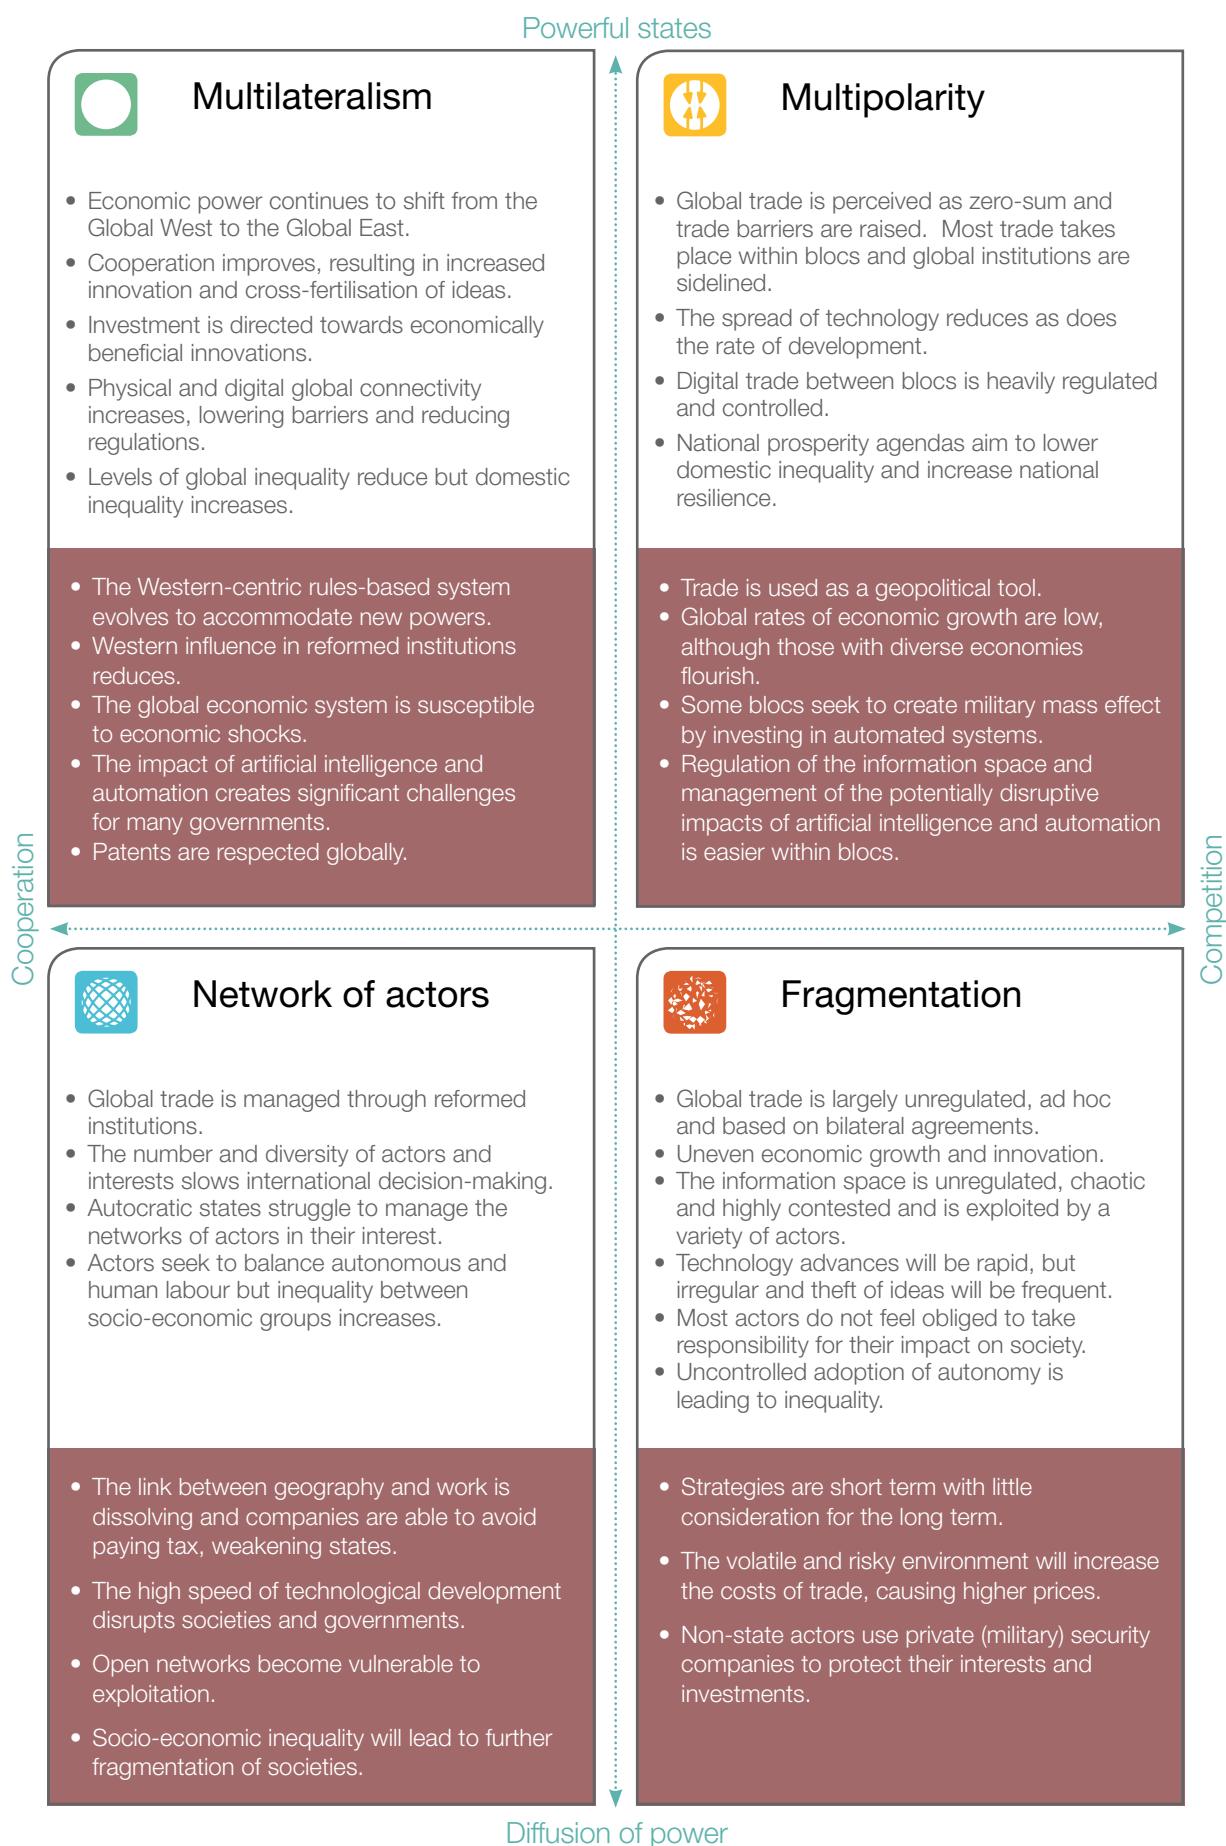 Powerful states
Multilateralism
• Economic power continues to shift from the
Global West to the Global East.
• Cooperation improves, resulting in increased
innovation and cross-fertilisation of ideas.
• Investment is directed towards economically
beneficial innovations.
• Physical and digital global connectivity
increases, lowering barriers and reducing
regulations.
• Levels of global inequality reduce but domestic
inequality increases.
• The Western-centric rules-based system
evolves to accommodate new powers.
• Western influence in reformed institutions
reduces.
• The global economic system is susceptible
to economic shocks.
• The impact of artificial intelligence and
automation creates significant challenges
for many governments.
• Patents are respected globally.
Multipolarity
• Global trade is perceived as zero-sum and
trade barriers are raised.  Most trade takes
place within blocs and global institutions are
sidelined.
• The spread of technology reduces as does
the rate of development.
• Digital trade between blocs is heavily regulated
and controlled.
• National prosperity agendas aim to lower
domestic inequality and increase national
resilience.
• Trade is used as a geopolitical tool.
• Global rates of economic growth are low,
although those with diverse economies
flourish.
• Some blocs seek to create military mass effect
by investing in automated systems.
• Regulation of the information space and
management of the potentially disruptive
impacts of artificial intelligence and automation
is easier within blocs.
Cooperation
Competition
Network of actors
• Global trade is managed through reformed
institutions.
• The number and diversity of actors and
interests slows international decision-making.
• Autocratic states struggle to manage the
networks of actors in their interest.
• Actors seek to balance autonomous and
human labour but inequality between
socio-economic groups increases.
• The link between geography and work is
dissolving and companies are able to avoid
paying tax, weakening states.
• The high speed of technological development
disrupts societies and governments.
• Open networks become vulnerable to
exploitation.
• Socio-economic inequality will lead to further
fragmentation of societies.
Fragmentation
• Global trade is largely unregulated, ad hoc
and based on bilateral agreements.
• Uneven economic growth and innovation.
• The information space is unregulated, chaotic
and highly contested and is exploited by a
variety of actors.
• Technology advances will be rapid, but
irregular and theft of ideas will be frequent.
• Most actors do not feel obliged to take
responsibility for their impact on society.
• Uncontrolled adoption of autonomy is
leading to inequality.
• Strategies are short term with little
consideration for the long term.
• The volatile and risky environment will increase
the costs of trade, causing higher prices.
• Non-state actors use private (military) security
companies to protect their interests and
investments.
Diffusion of power